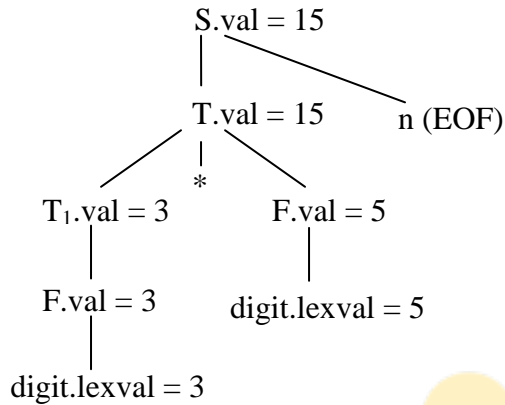 S.val = 15
T.val = 15
n (EOF)
*
T₁.val = 3
F.val = 5
F.val = 3
digit.lexval = 5
digit.lexval = 3